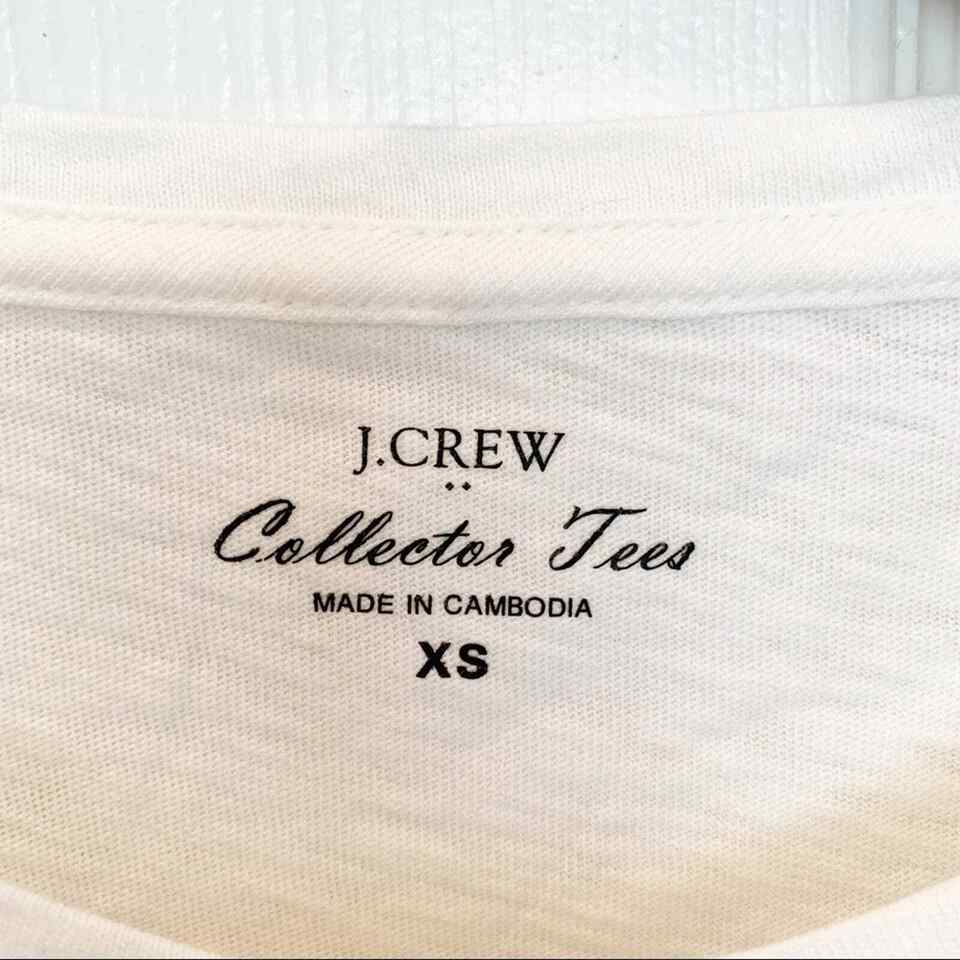 J.CREW
Collector Tees
MADE IN CAMBODIA
XS